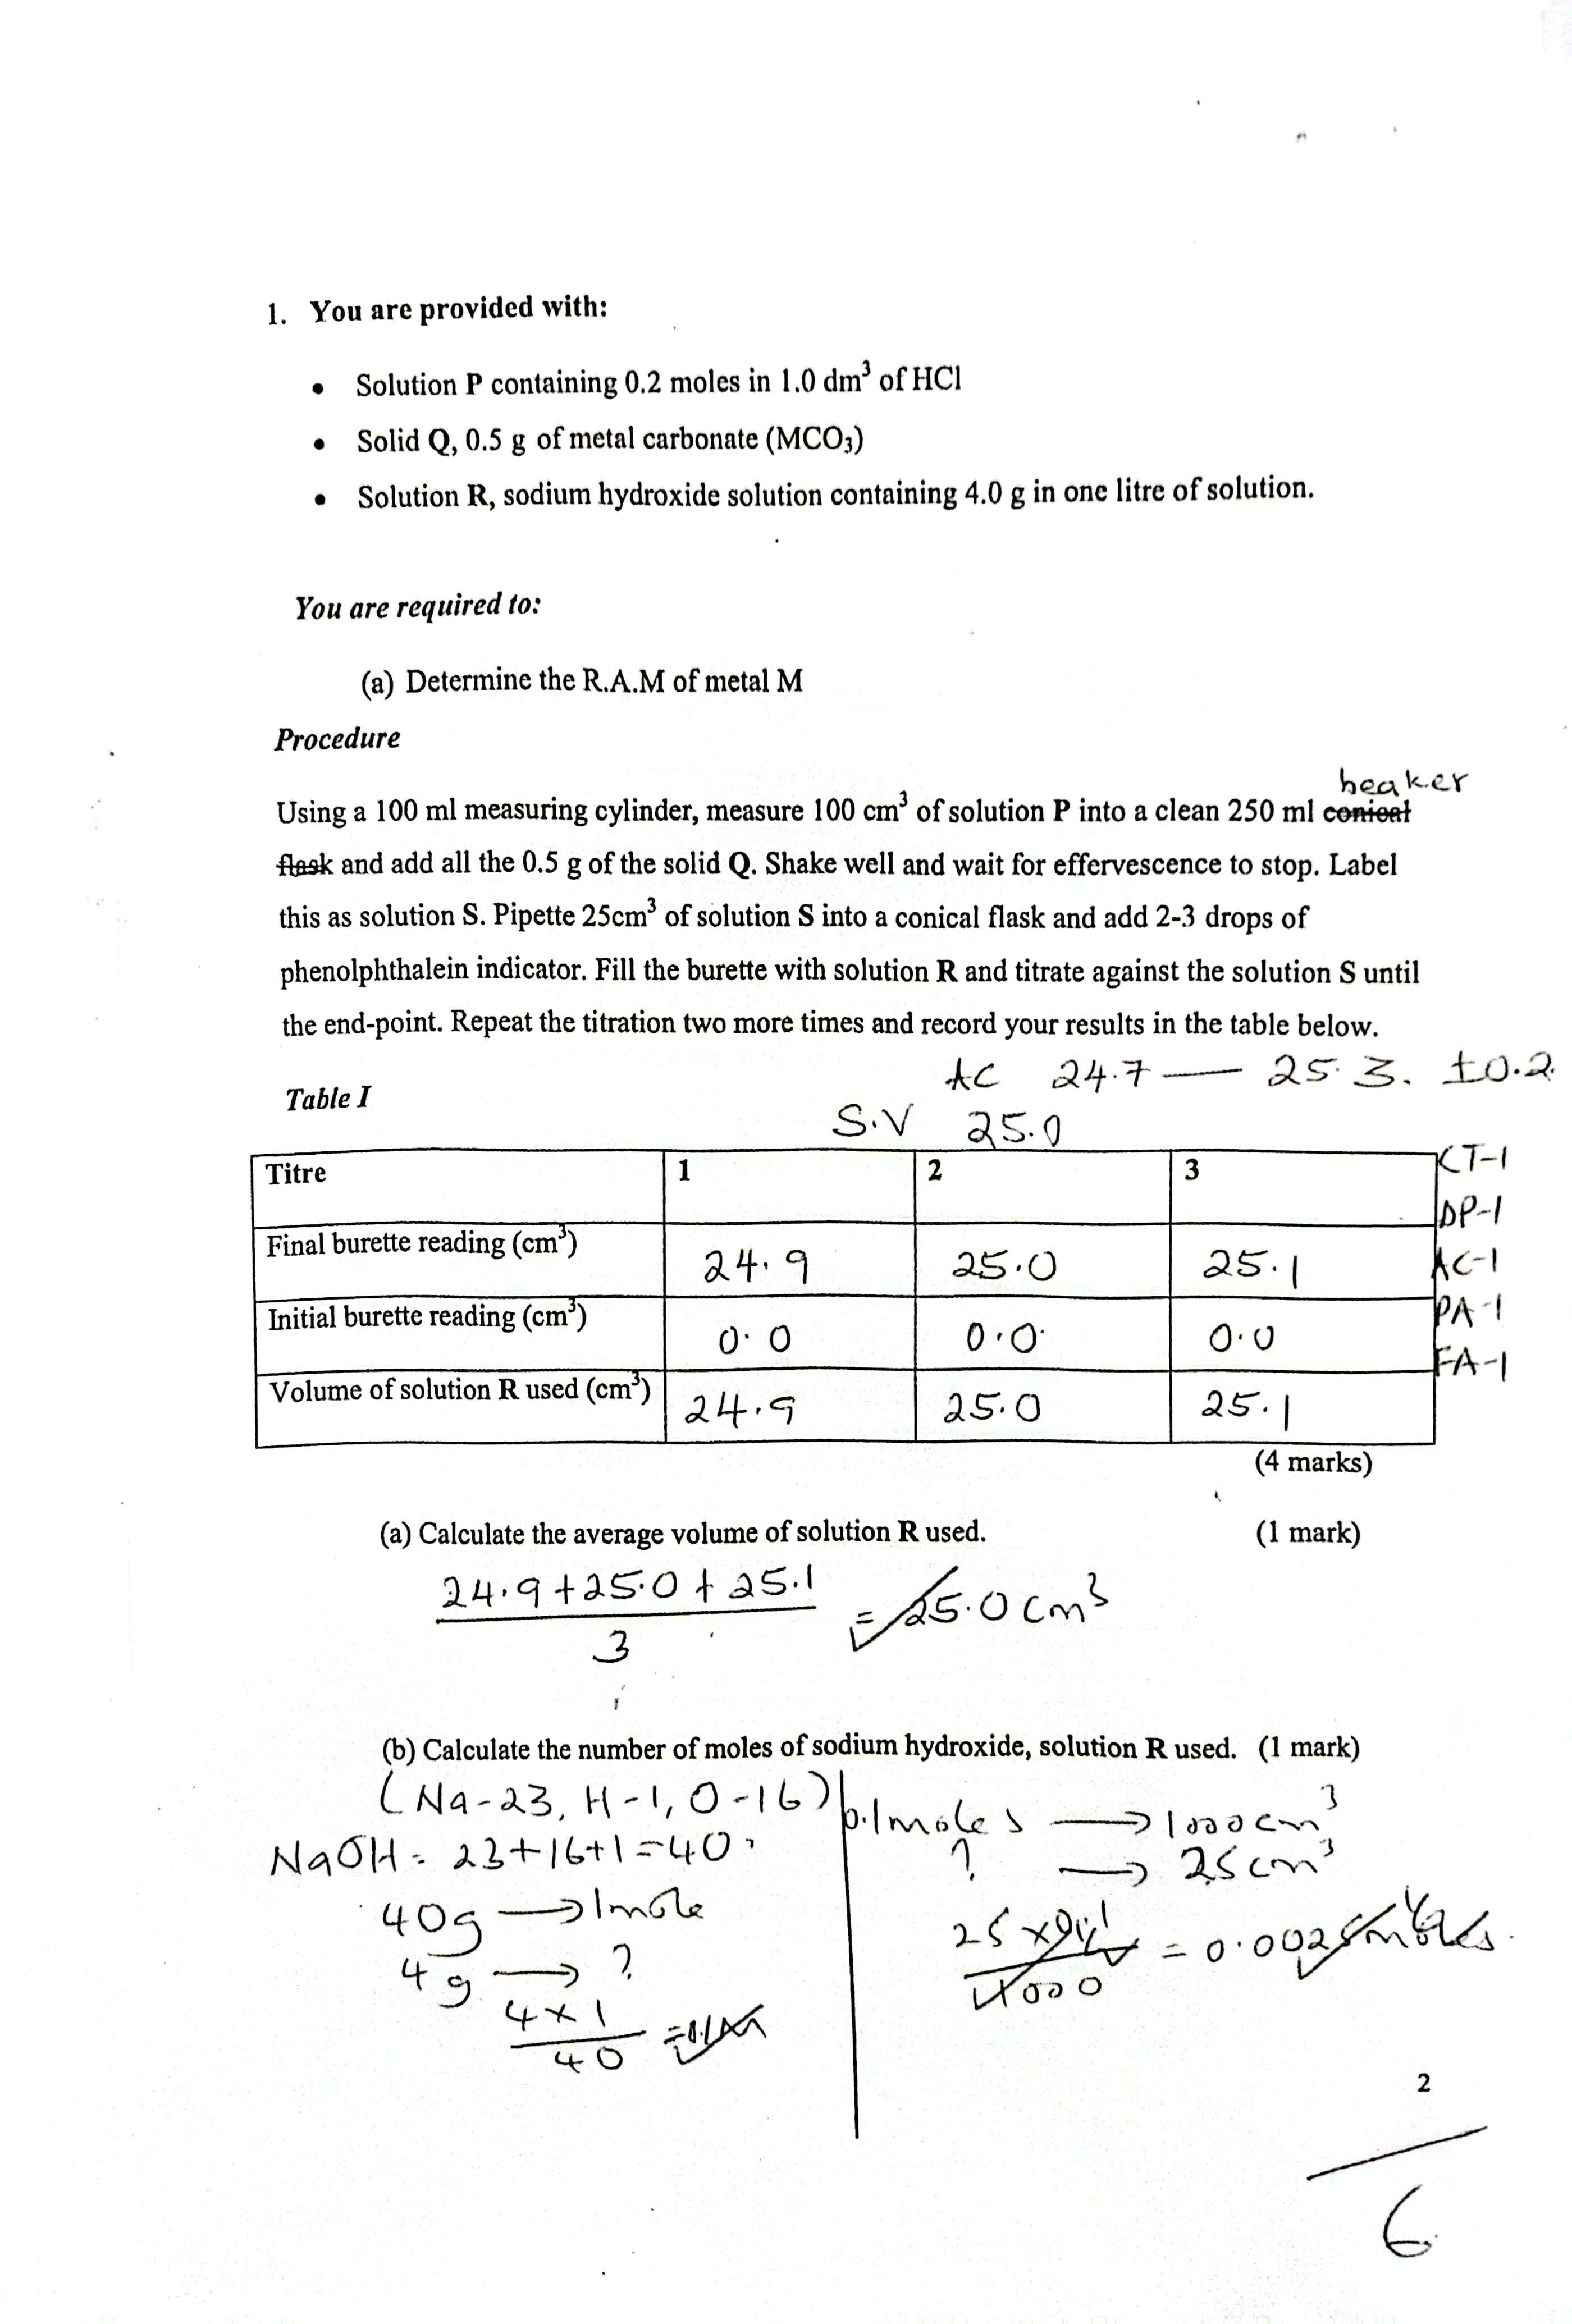 1. You are provided with:
• Solution P containing 0.2 moles in 1.0 dm³ of HCl
• Solid Q, 0.5 g of metal carbonate (MCO₃)
• Solution R, sodium hydroxide solution containing 4.0 g in one litre of solution.
You are required to:
(a) Determine the R.A.M of metal M
Procedure
beaker
Using a 100 ml measuring cylinder, measure 100 cm³ of solution P into a clean 250 ml conical
flask and add all the 0.5 g of the solid Q. Shake well and wait for effervescence to stop. Label
this as solution S. Pipette 25cm³ of solution S into a conical flask and add 2-3 drops of
phenolphthalein indicator. Fill the burette with solution R and titrate against the solution S until
the end-point. Repeat the titration two more times and record your results in the table below.
AC 24.7 — 25.3. ±0.2
Table I
S.V 25.0
Titre 1 2 3 CT-1
DP-1
Final burette reading (cm³) 24.9 25.0 25.1 AC-1
Initial burette reading (cm³) 0.0 0.0 0.0 PA-1
FA-1
Volume of solution R used (cm³) 24.9 25.0 25.1
(4 marks)
(a) Calculate the average volume of solution R used. (1 mark)
24.9+25.0+25.1
3
= 25.0 cm³
(b) Calculate the number of moles of sodium hydroxide, solution R used. (1 mark)
(Na-23, H-1, O-16)
NaOH = 23+16+1=40
40g → 1mole
4g → ?
4 x 1
40
0.1moles → 1000cm³
? → 25cm³
25 x 0.1
1000
= 0.0025moles ½
2
6